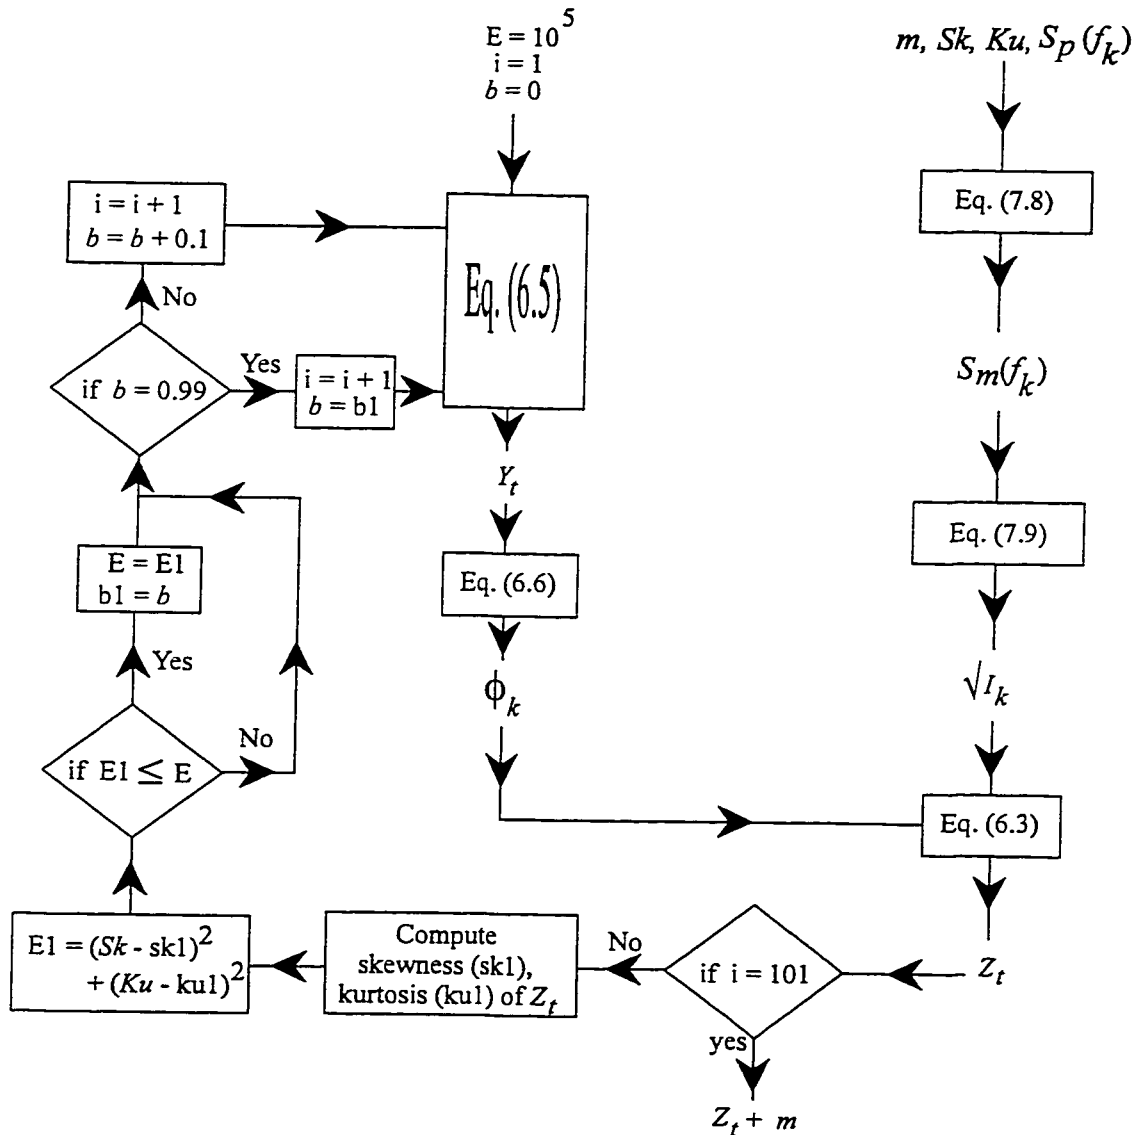 E = 10^5
i = 1
b = 0
m, Sk, Ku, S_p (f_k)
i = i + 1
b = b + 0.1
Eq. (7.8)
No
Eq. (6.5)
if b = 0.99
Yes
i = i + 1
b = b1
S_m(f_k)
Y_t
E = E1
b1 = b
Eq. (6.6)
Eq. (7.9)
Yes
ϕ_k
√I_k
if E1 ≤ E
No
Eq. (6.3)
E1 = (Sk - sk1)^2
+ (Ku - ku1)^2
Compute
skewness (sk1),
kurtosis (ku1) of Z_t
No
if i = 101
Z_t
yes
Z_t + m